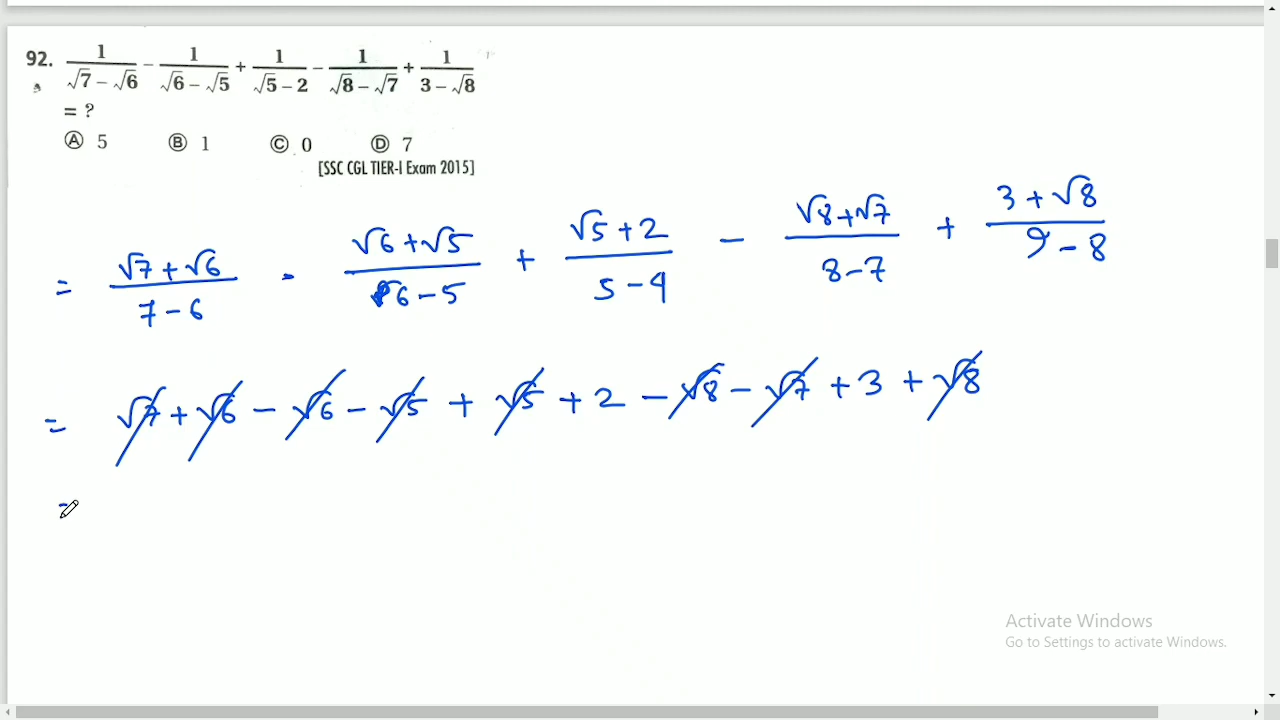 92. 1/(√7 − √6) − 1/(√6 − √5) + 1/(√5 − 2) − 1/(√8 − √7) + 1/(3 − √8)
= ?
Ⓐ 5 Ⓑ 1 Ⓒ 0 Ⓓ 7
[SSC CGL TIER-I Exam 2015]
= (√7 + √6)/(7 − 6) - (√6 + √5)/(6 − 5) + (√5 + 2)/(5 − 4) − (√8 + √7)/(8 − 7) + (3 + √8)/(9 − 8)
= √7 + √6 − √6 − √5 + √5 + 2 − √8 − √7 + 3 + √8
=
Activate Windows
Go to Settings to activate Windows.